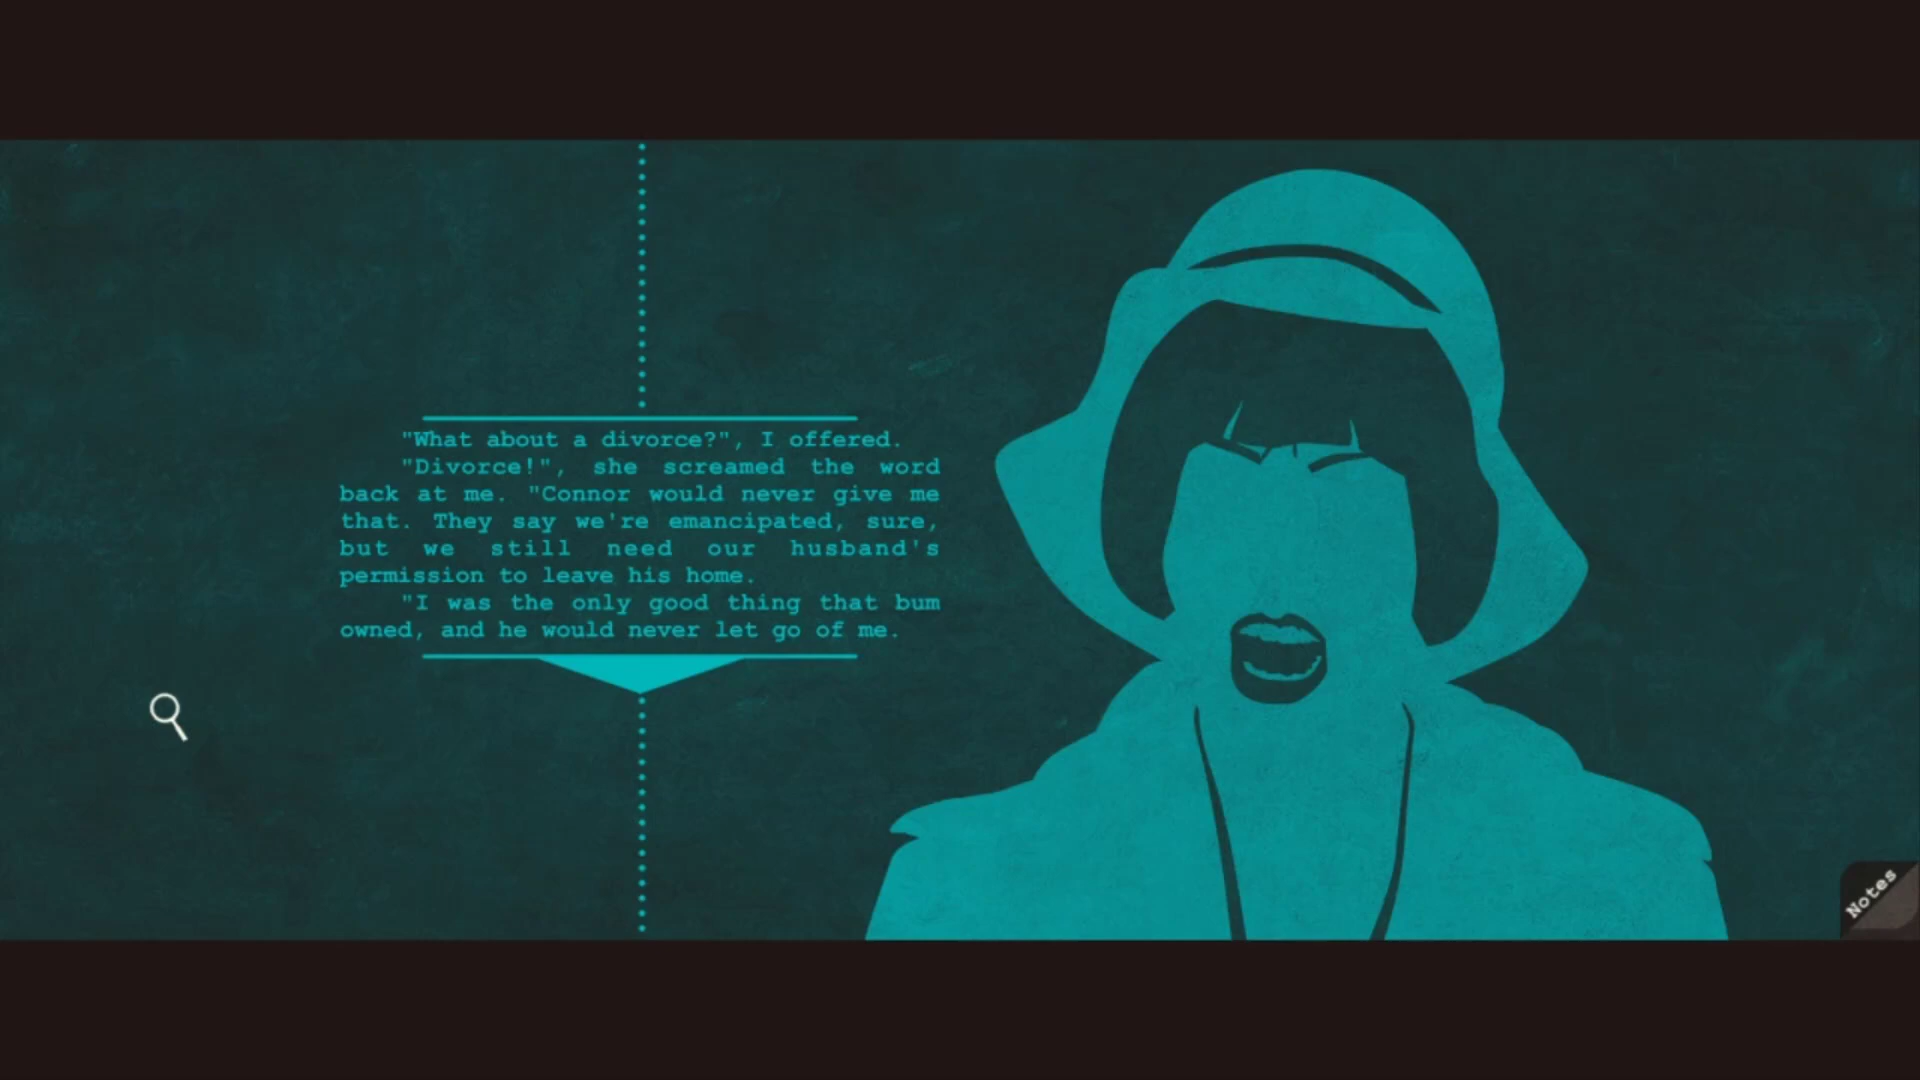 "What about a divorce?", I offered.
"Divorce!", she screamed the word
back at me. "Connor would never give me
that. They say we're emancipated, sure,
but we still need our husband's
permission to leave his home.
"I was the only good thing that bum
owned, and he would never let go of me.
Notes